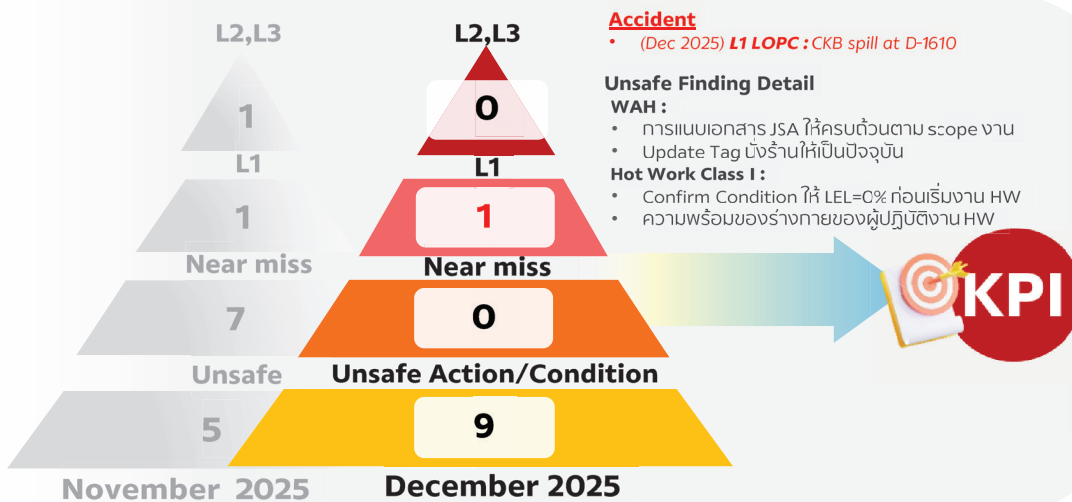 L2,L3
1
L1
1
Near miss
7
Unsafe
5
November 2025
L2,L3
0
L1
1
Near miss
0
Unsafe Action/Condition
9
December 2025
Accident
• (Dec 2025) L1 LOPC : CKB spill at D-1610
Unsafe Finding Detail
WAH :
• การแนบเอกสาร JSA ให้ครบถ้วนตาม scope งาน
• Update Tag นั่งร้านให้เป็นปัจจุบัน
Hot Work Class I :
• Confirm Condition ให้ LEL=0% ก่อนเริ่มงาน HW
• ความพร้อมของร่างกายของผู้ปฏิบัติงาน HW
KPI